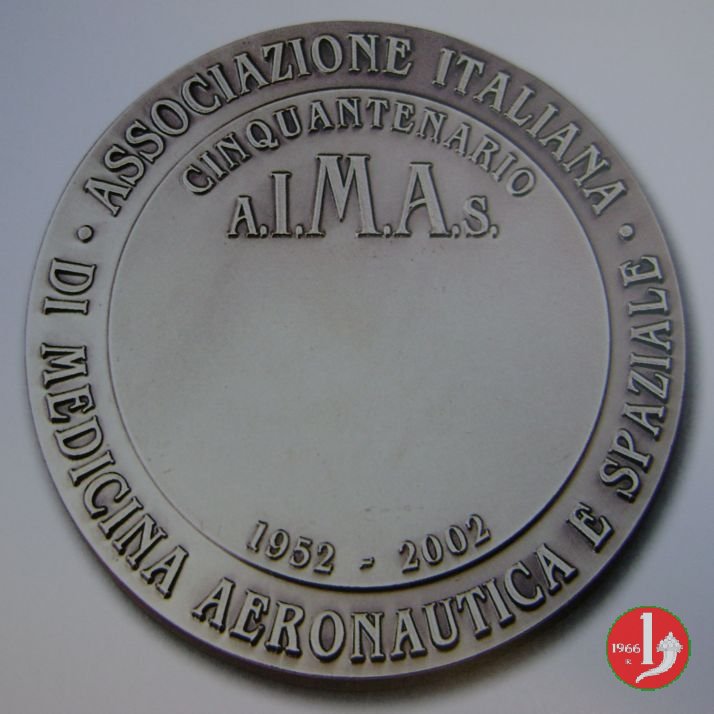 · ASSOCIAZIONE ITALIANA ·
DI MEDICINA AERONAUTICA E SPAZIALE
CINQUANTENARIO
A.I.M.A.S.
1952 - 2002
1966
R.